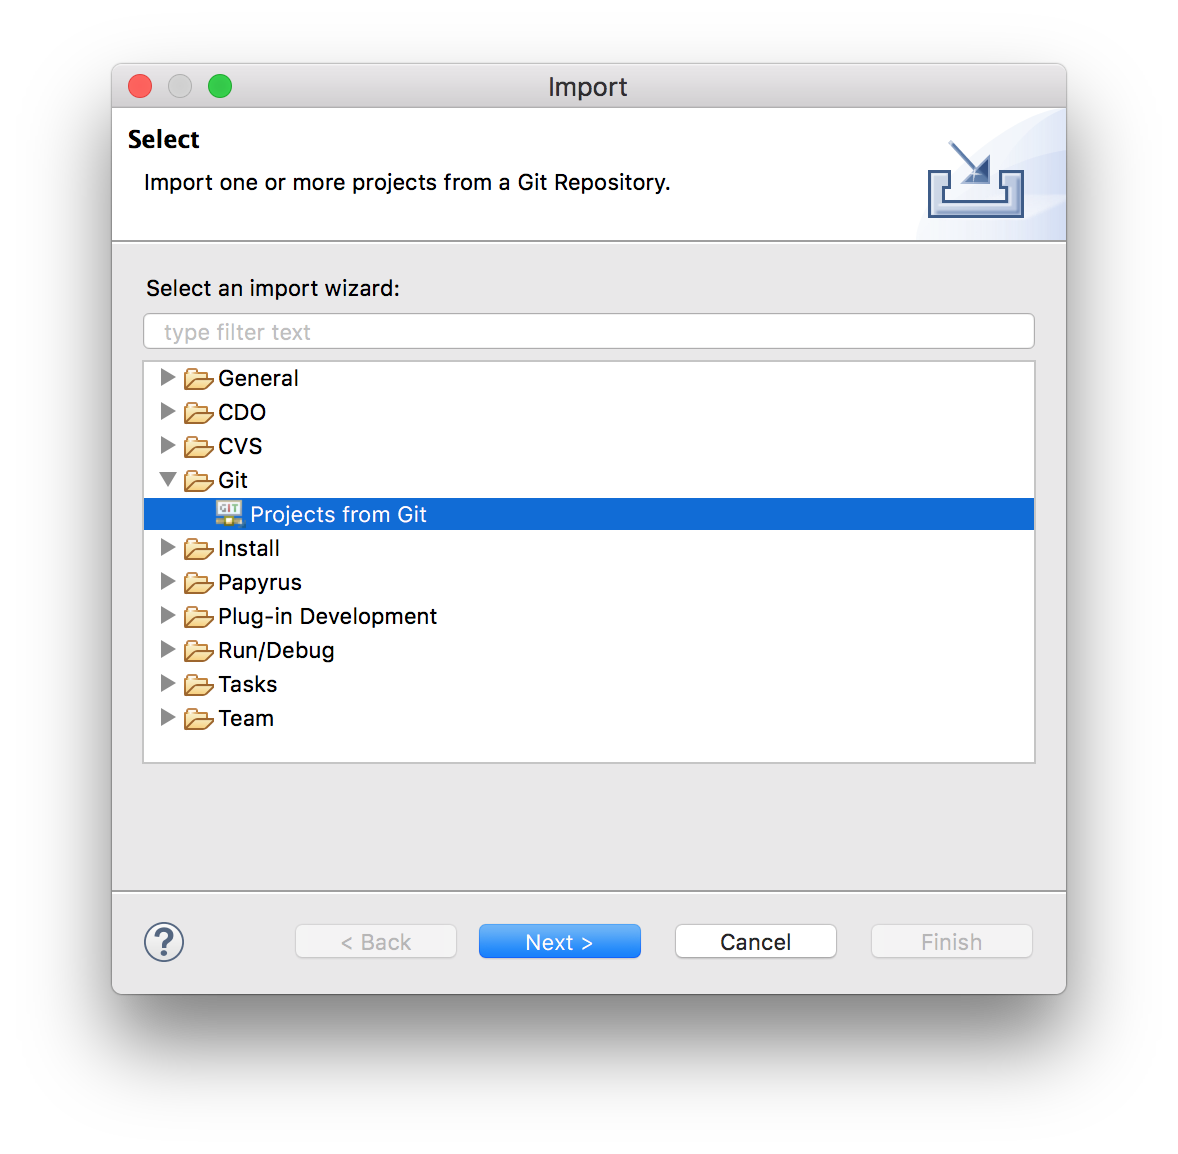 Import
Select
Import one or more projects from a Git Repository.
Select an import wizard:
type filter text
General
CDO
CVS
Git
GIT Projects from Git
Install
Papyrus
Plug-in Development
Run/Debug
Tasks
Team
? < Back Next > Cancel Finish